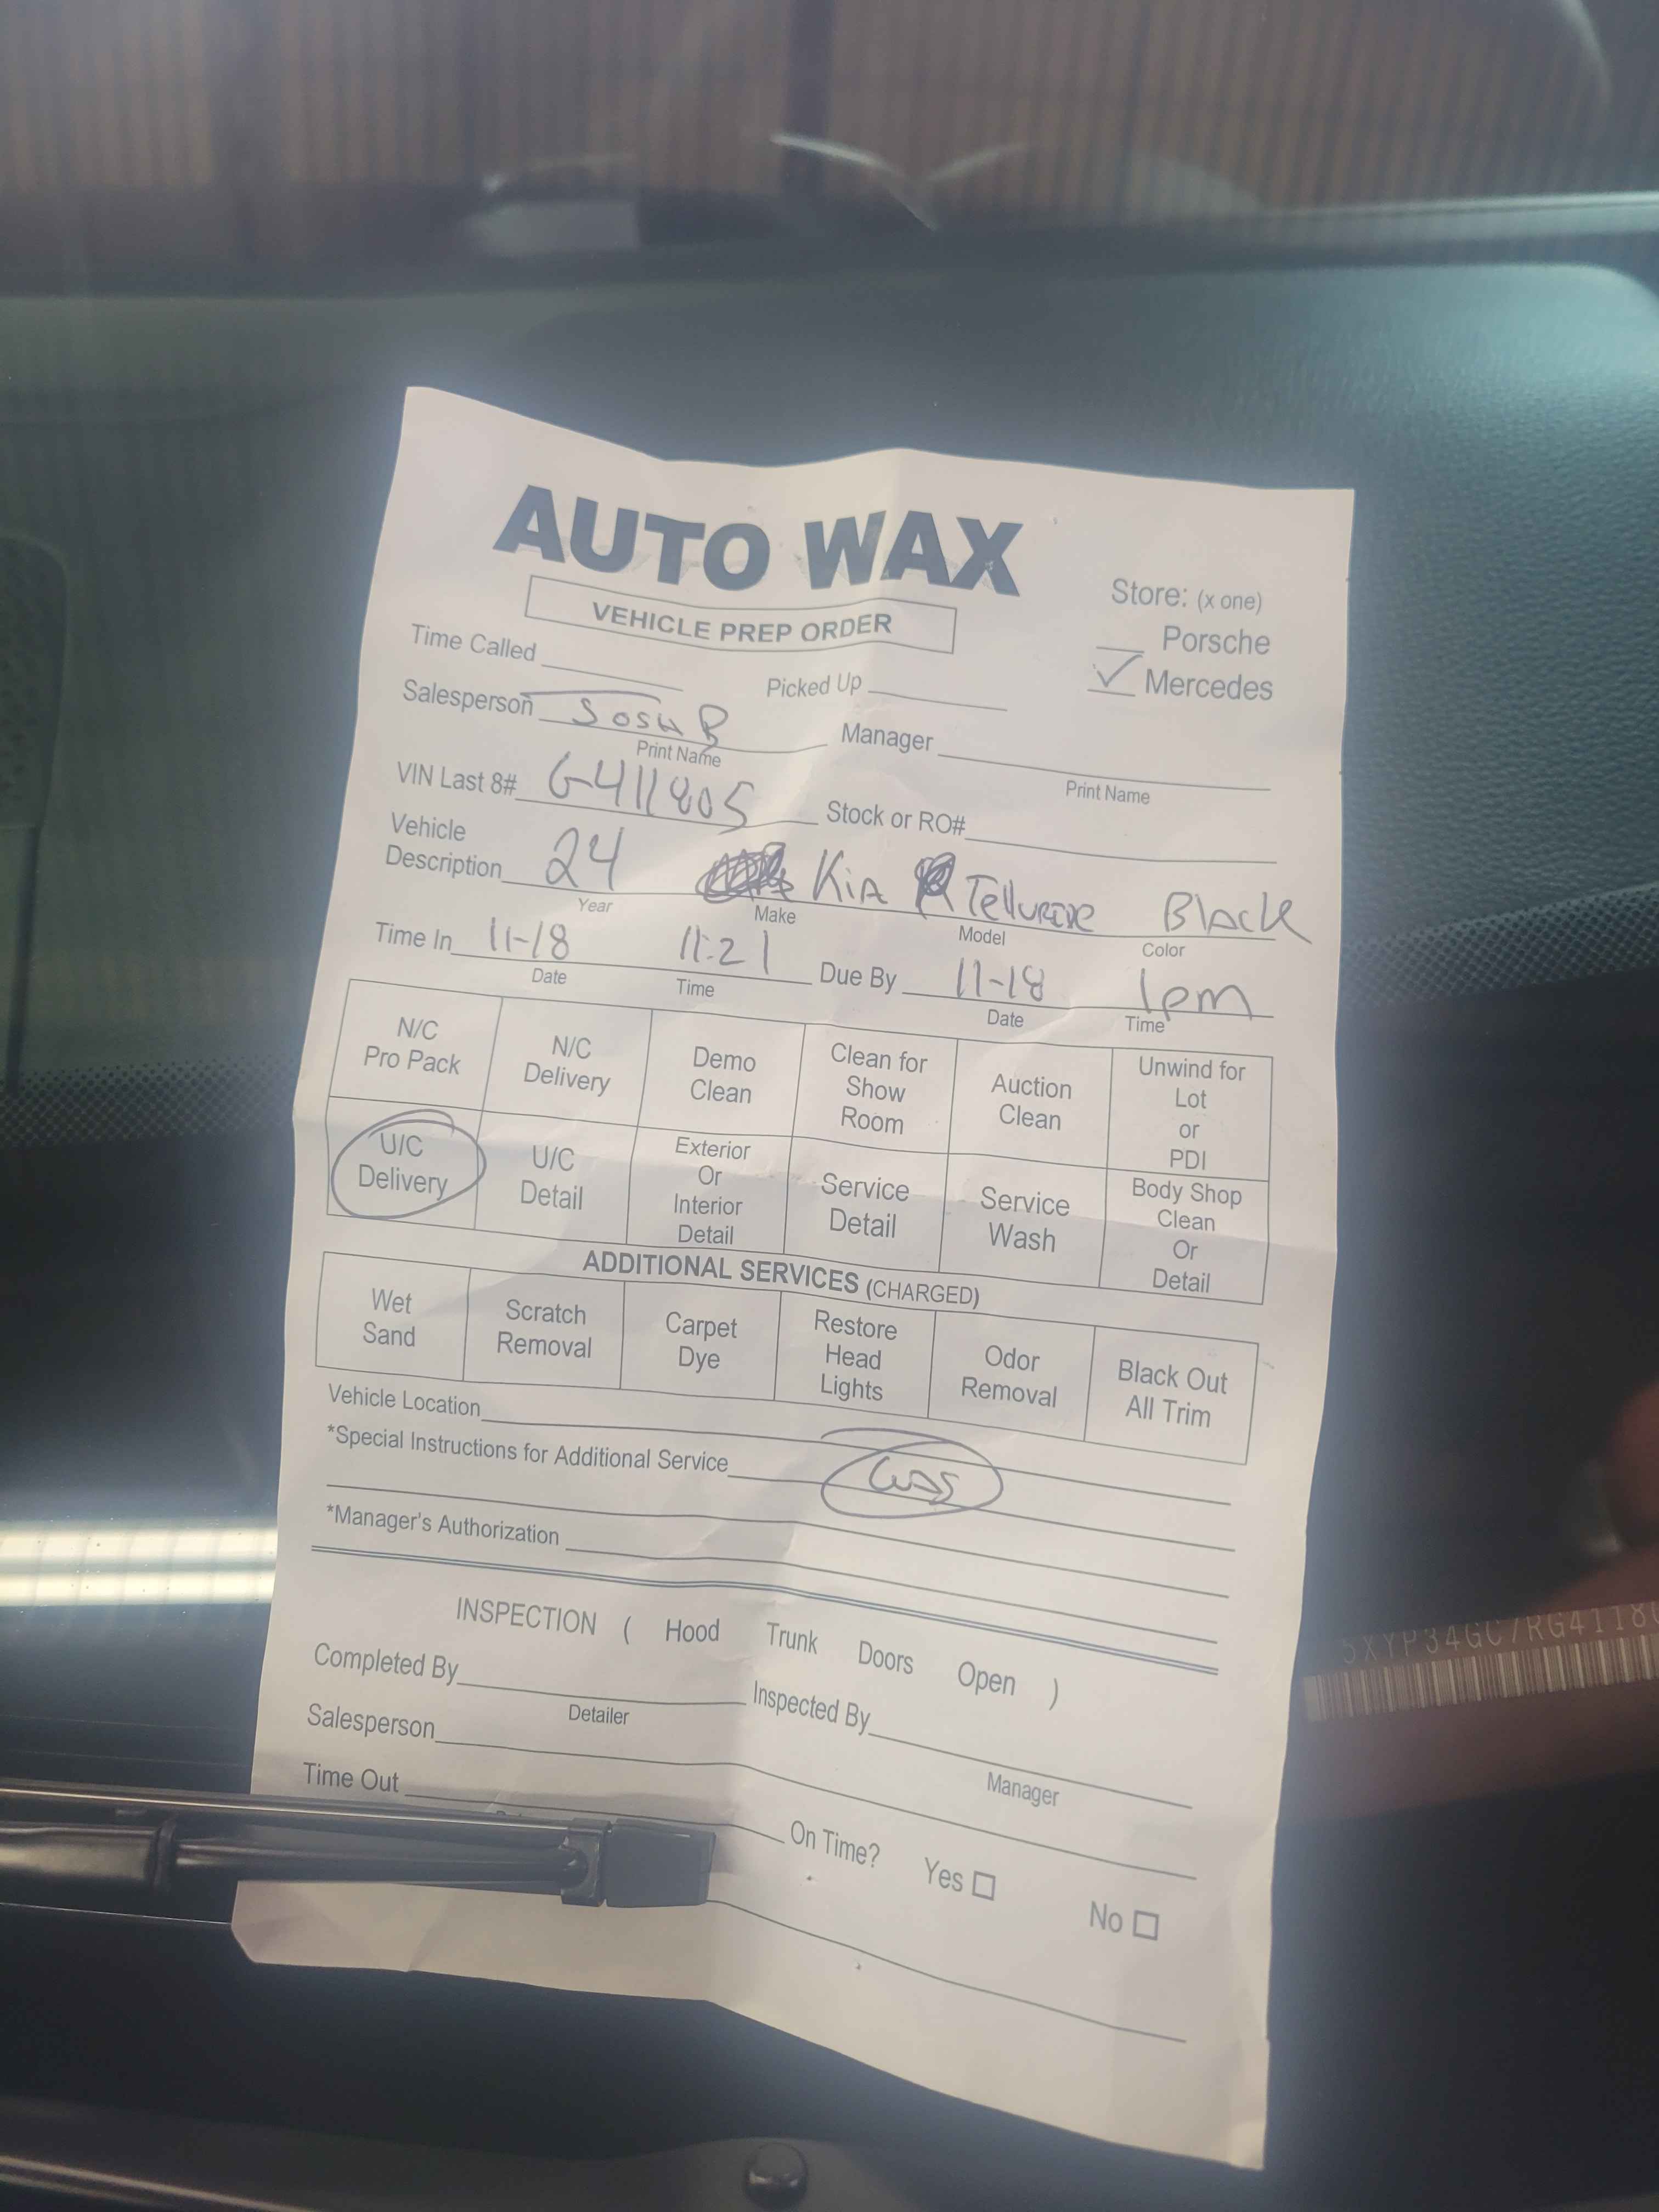 AUTO WAX
VEHICLE PREP ORDER
Store: (x one)
Porsche
✓ Mercedes
Time Called
Picked Up
Salesperson Josh B
Manager
Print Name
Print Name
VIN Last 8# G411805
Stock or RO#
Vehicle
Description 24 Kia Telluride Black
Year Make Model Color
Time In 11-18 11:21 Due By 11-18 1pm
Date Time Date Time
N/C
Pro Pack
N/C
Delivery
Demo
Clean
Clean for
Show
Room
Auction
Clean
Unwind for
Lot
or
PDI
U/C
Delivery
U/C
Detail
Exterior
Or
Interior
Detail
Service
Detail
Service
Wash
Body Shop
Clean
Or
Detail
ADDITIONAL SERVICES (CHARGED)
Wet
Sand
Scratch
Removal
Carpet
Dye
Restore
Head
Lights
Odor
Removal
Black Out
All Trim
Vehicle Location
*Special Instructions for Additional Service
*Manager's Authorization
INSPECTION ( Hood Trunk Doors Open )
Completed By
Detailer
Inspected By
Manager
Salesperson
Time Out
On Time? Yes □ No □
5XYP34GC7RG4118